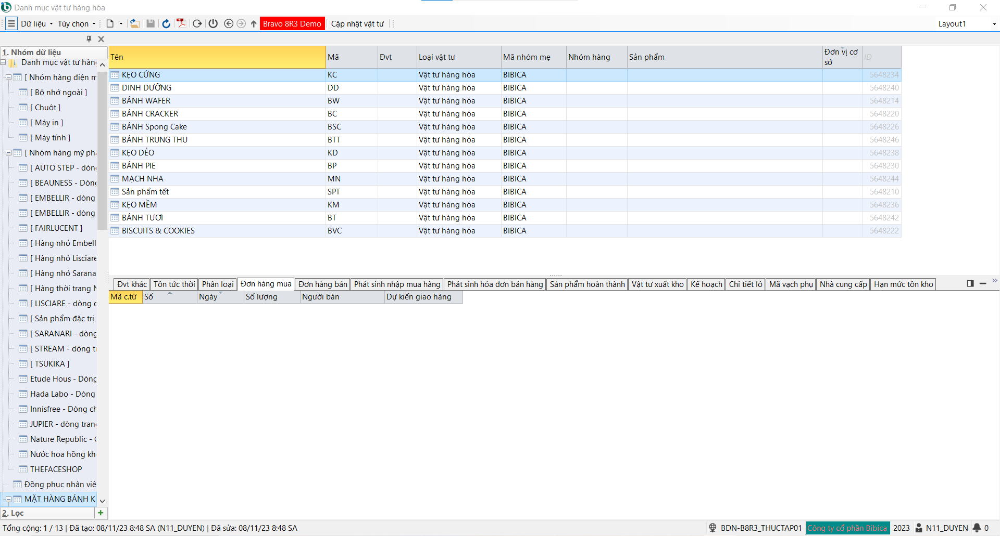 Danh mục vật tư hàng hóa
Dữ liệu Tùy chọn Bravo 8R3 Demo Cập nhật vật tư Layout1
1. Nhóm dữ liệu
Danh mục vật tư hàng
[ Nhóm hàng điện m
[ Bộ nhớ ngoài ]
[ Chuột ]
[ Máy in ]
[ Máy tính ]
[ Nhóm hàng mỹ phẩ
[ AUTO STEP - dòng
[ BEAUNESS - Dòng
[ EMBELLIR - dòng
[ EMBELLIR - dòng
[ FAIRLUCENT ]
[ Hàng nhỏ Embell
[ Hàng nhỏ Lisciare
[ Hàng nhỏ Sarana
[ Hàng thời trang N
[ LISCIARE - dòng c
[ Sản phẩm đặc trị
[ SARANARI - dòng
[ STREAM - dòng tr
[ TSUKIKA ]
Etude Hous - Dòng
Hada Labo - Dòng
Innisfree - Dòng ch
JUPIER - dòng trang
Nature Republic - 
Nước hoa hồng kh
THEFACESHOP
Đồng phục nhân viê
MẶT HÀNG BÁNH K
2. Lọc
Tên Mã Đvt Loại vật tư Mã nhóm mẹ Nhóm hàng Sản phẩm Đơn vị cơ sở ID
KẸO CỨNG KC Vật tư hàng hóa BIBICA 5648234
DINH DƯỠNG DD Vật tư hàng hóa BIBICA 5648240
BÁNH WAFER BW Vật tư hàng hóa BIBICA 5648214
BÁNH CRACKER BC Vật tư hàng hóa BIBICA 5648220
BÁNH Spong Cake BSC Vật tư hàng hóa BIBICA 5648226
BÁNH TRUNG THU BTT Vật tư hàng hóa BIBICA 5648246
KẸO DẺO KD Vật tư hàng hóa BIBICA 5648238
BÁNH PIE BP Vật tư hàng hóa BIBICA 5648230
MẠCH NHA MN Vật tư hàng hóa BIBICA 5648244
Sản phẩm tết SPT Vật tư hàng hóa BIBICA 5648210
KẸO MỀM KM Vật tư hàng hóa BIBICA 5648236
BÁNH TƯƠI BT Vật tư hàng hóa BIBICA 5648242
BISCUITS & COOKIES BVC Vật tư hàng hóa BIBICA 5648222
Đvt khác Tồn tức thời Phân loại Đơn hàng mua Đơn hàng bán Phát sinh nhập mua hàng Phát sinh hóa đơn bán hàng Sản phẩm hoàn thành Vật tư xuất kho Kế hoạch Chi tiết lô Mã vạch phụ Nhà cung cấp Hạn mức tồn kho
Mã c.từ Số Ngày Số lượng Người bán Dự kiến giao hàng
Tổng cộng: 1 / 13 | Đã tạo: 08/11/23 8:48 SA (N11_DUYEN) | Đã sửa: 08/11/23 8:48 SA BDN-B8R3_THUCTAP01 Công ty cổ phần Bibica 2023 N11_DUYEN 0